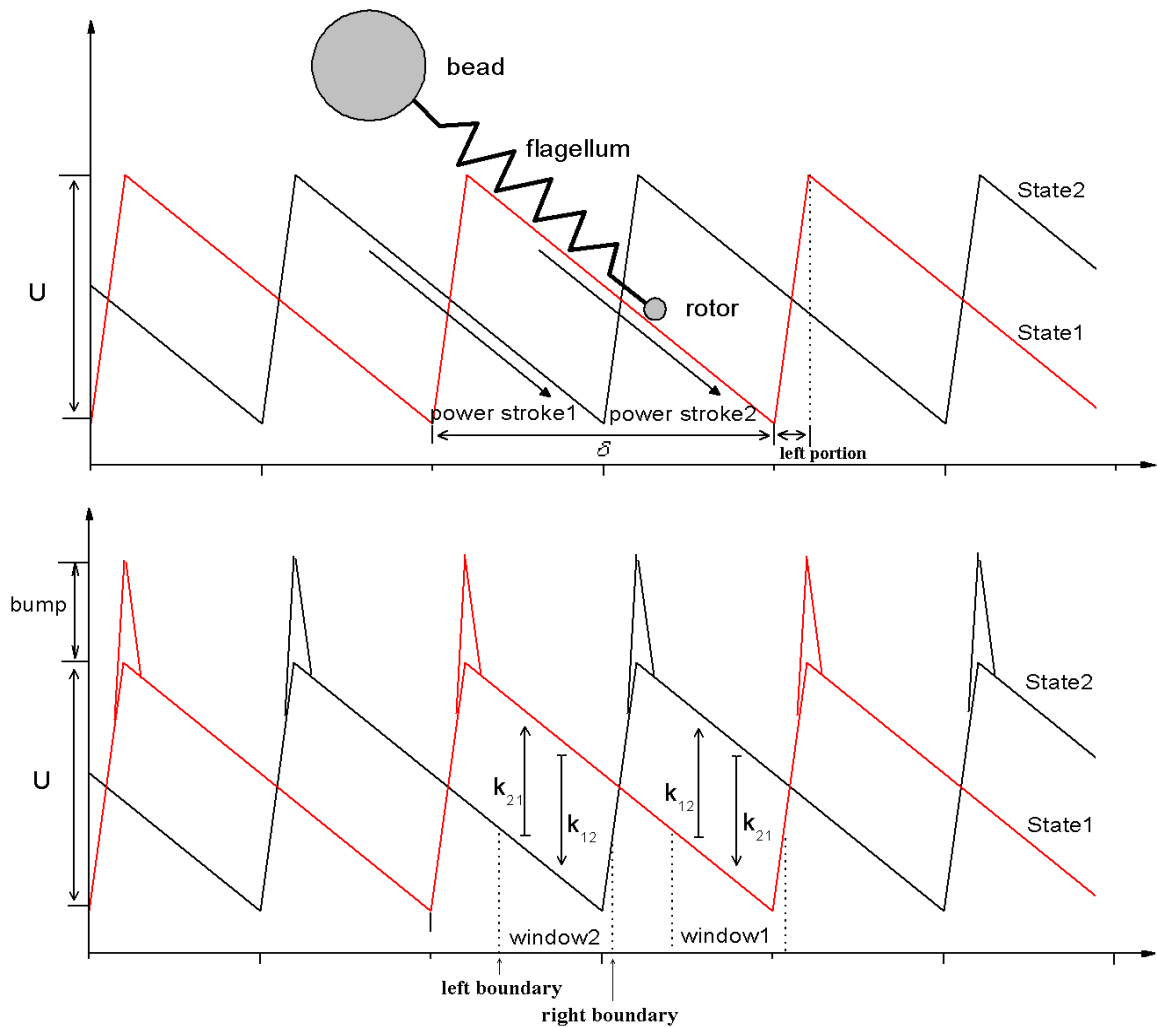 bead
flagellum
State2
U
rotor
State1
power stroke1
power stroke2
δ
left portion
bump
State2
U
k21
k12
k12
k21
State1
window2
window1
left boundary
right boundary